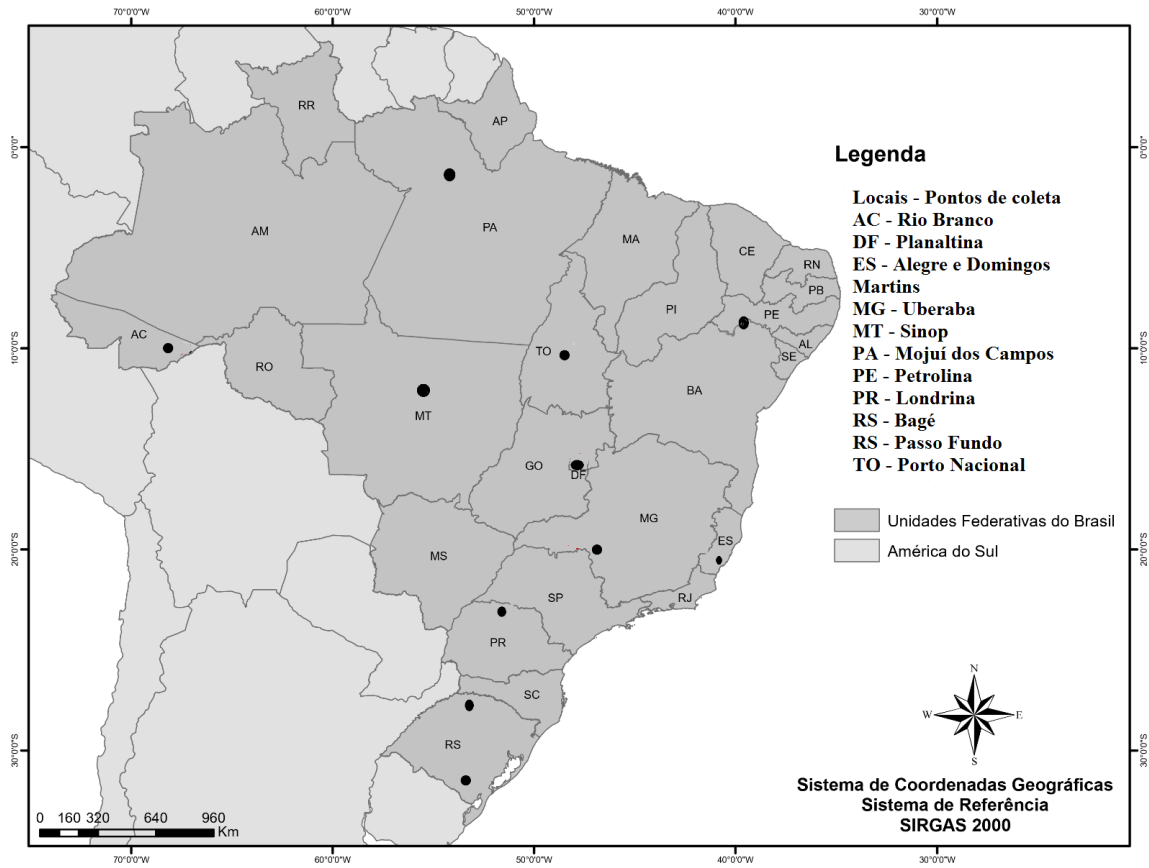 70°0'0"W 60°0'0"W 50°0'0"W 40°0'0"W 30°0'0"W
RR
AP
0°0'0" 0°0'0"
Legenda
Locais - Pontos de coleta
AC - Rio Branco
DF - Planaltina
ES - Alegre e Domingos
Martins
MG - Uberaba
MT - Sinop
PA - Mojuí dos Campos
PE - Petrolina
PR - Londrina
RS - Bagé
RS - Passo Fundo
TO - Porto Nacional
Unidades Federativas do Brasil
América do Sul
AM
PA
MA
CE
RN
PB
PI
PE
AC
TO
AL
SE
10°0'0"S 10°0'0"S
RO
BA
MT
GO
DF
MG
ES
MS
20°0'0"S 20°0'0"S
SP
RJ
PR
SC
RS
30°0'0"S 30°0'0"S
N
W E
S
Sistema de Coordenadas Geográficas
Sistema de Referência
SIRGAS 2000
0 160 320 640 960
Km
70°0'0"W 60°0'0"W 50°0'0"W 40°0'0"W 30°0'0"W